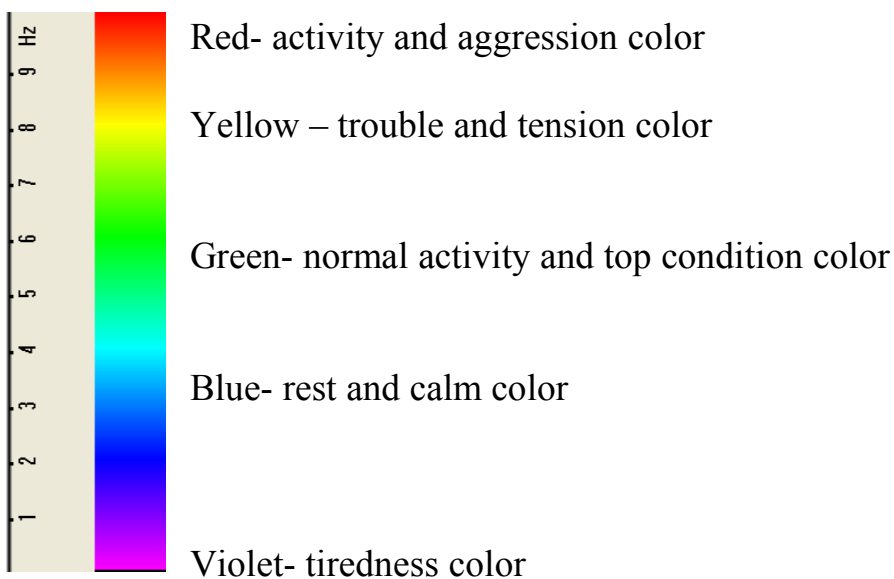 Hz
Red- activity and aggression color
9
8
Yellow – trouble and tension color
7
6
Green- normal activity and top condition color
5
4
Blue- rest and calm color
3
2
1
Violet- tiredness color